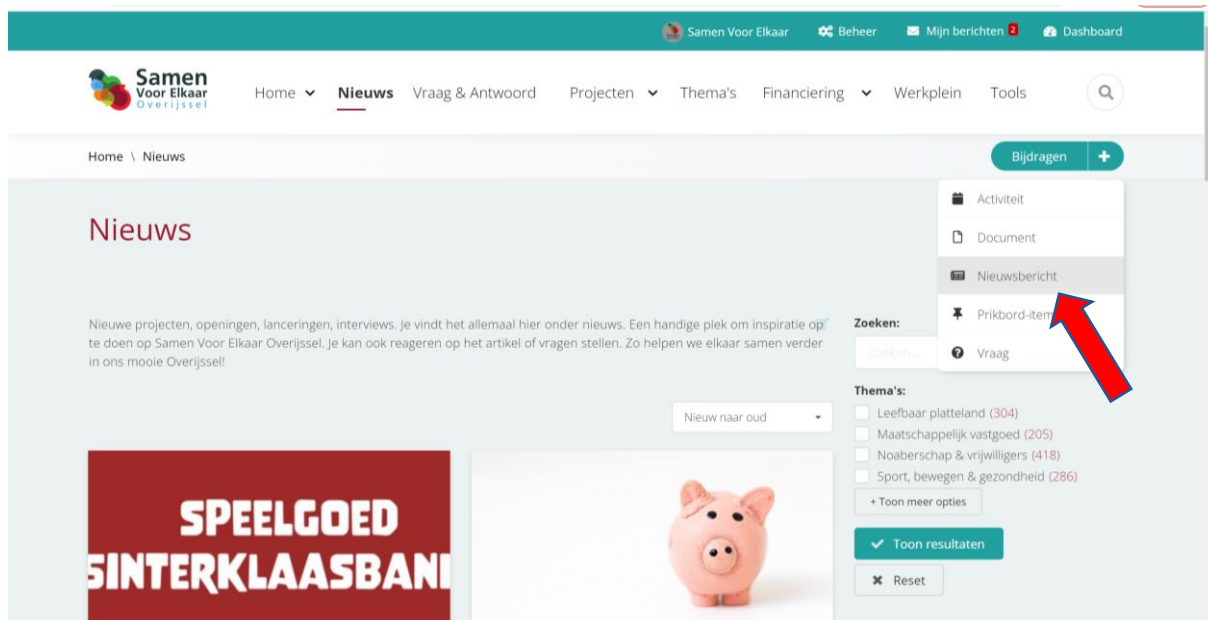 Samen Voor Elkaar Beheer Mijn berichten 2 Dashboard
Samen
Voor Elkaar
Overijssel
Home Nieuws Vraag & Antwoord Projecten Thema's Financiering Werkplein Tools
Home \ Nieuws
Bijdragen +
Activiteit
Document
Nieuwsbericht
Prikbord-item
Vraag
Nieuws
Nieuwe projecten, openingen, lanceringen, interviews. Je vindt het allemaal hier onder nieuws. Een handige plek om inspiratie op
te doen op Samen Voor Elkaar Overijssel. Je kan ook reageren op het artikel of vragen stellen. Zo helpen we elkaar samen verder
in ons mooie Overijssel!
Nieuw naar oud
Zoeken:
Zoeken...
Thema's:
Leefbaar platteland (304)
Maatschappelijk vastgoed (205)
Noaberschap & vrijwilligers (418)
Sport, bewegen & gezondheid (286)
+ Toon meer opties
Toon resultaten
Reset
SPEELGOED
SINTERKLAASBANK